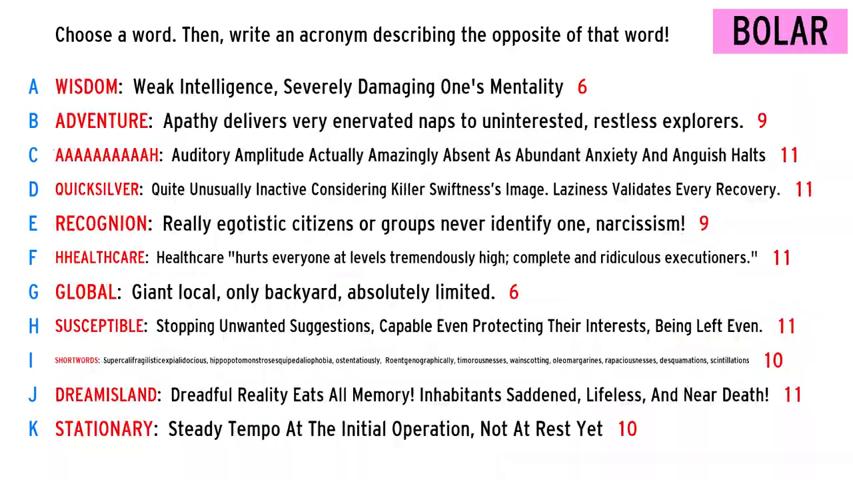 Choose a word. Then, write an acronym describing the opposite of that word!
BOLAR
A WISDOM: Weak Intelligence, Severely Damaging One's Mentality 6
B ADVENTURE: Apathy delivers very enervated naps to uninterested, restless explorers. 9
C AAAAAAAAAAH: Auditory Amplitude Actually Amazingly Absent As Abundant Anxiety And Anguish Halts 11
D QUICKSILVER: Quite Unusually Inactive Considering Killer Swiftness's Image. Laziness Validates Every Recovery. 11
E RECOGNION: Really egotistic citizens or groups never identify one, narcissism! 9
F HHEALTHCARE: Healthcare "hurts everyone at levels tremendously high; complete and ridiculous executioners." 11
G GLOBAL: Giant local, only backyard, absolutely limited. 6
H SUSCEPTIBLE: Stopping Unwanted Suggestions, Capable Even Protecting Their Interests, Being Left Even. 11
I SHORTWORDS: Supercalifragilisticexpialidocious, hippopotomonstrosesquipedaliophobia, ostentatiously, Roentgenographically, timorousnesses, wainscotting, oleomargarines, rapaciousnesses, desquamations, scintillations 10
J DREAMISLAND: Dreadful Reality Eats All Memory! Inhabitants Saddened, Lifeless, And Near Death! 11
K STATIONARY: Steady Tempo At The Initial Operation, Not At Rest Yet 10